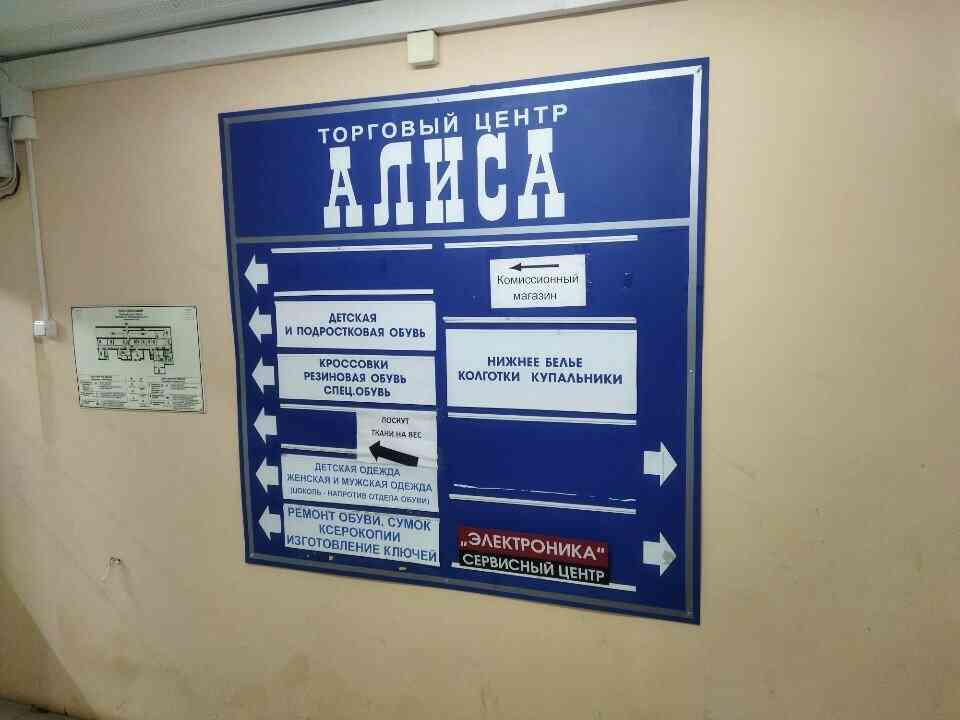 ТОРГОВЫЙ ЦЕНТР
АЛИСА
ДЕТСКАЯ
И ПОДРОСТКОВАЯ ОБУВЬ
КРОССОВКИ
РЕЗИНОВАЯ ОБУВЬ
СПЕЦ.ОБУВЬ
ЛОСКУТ
ТКАНИ НА ВЕС
ДЕТСКАЯ ОДЕЖДА
ЖЕНСКАЯ И МУЖСКАЯ ОДЕЖДА
(ЦОКОЛЬ - НАПРОТИВ ОТДЕЛА ОБУВИ)
РЕМОНТ ОБУВИ, СУМОК
КСЕРОКОПИИ
ИЗГОТОВЛЕНИЕ КЛЮЧЕЙ
Комиссионный
магазин
НИЖНЕЕ БЕЛЬЕ
КОЛГОТКИ КУПАЛЬНИКИ
„ЭЛЕКТРОНИКА“
СЕРВИСНЫЙ ЦЕНТР